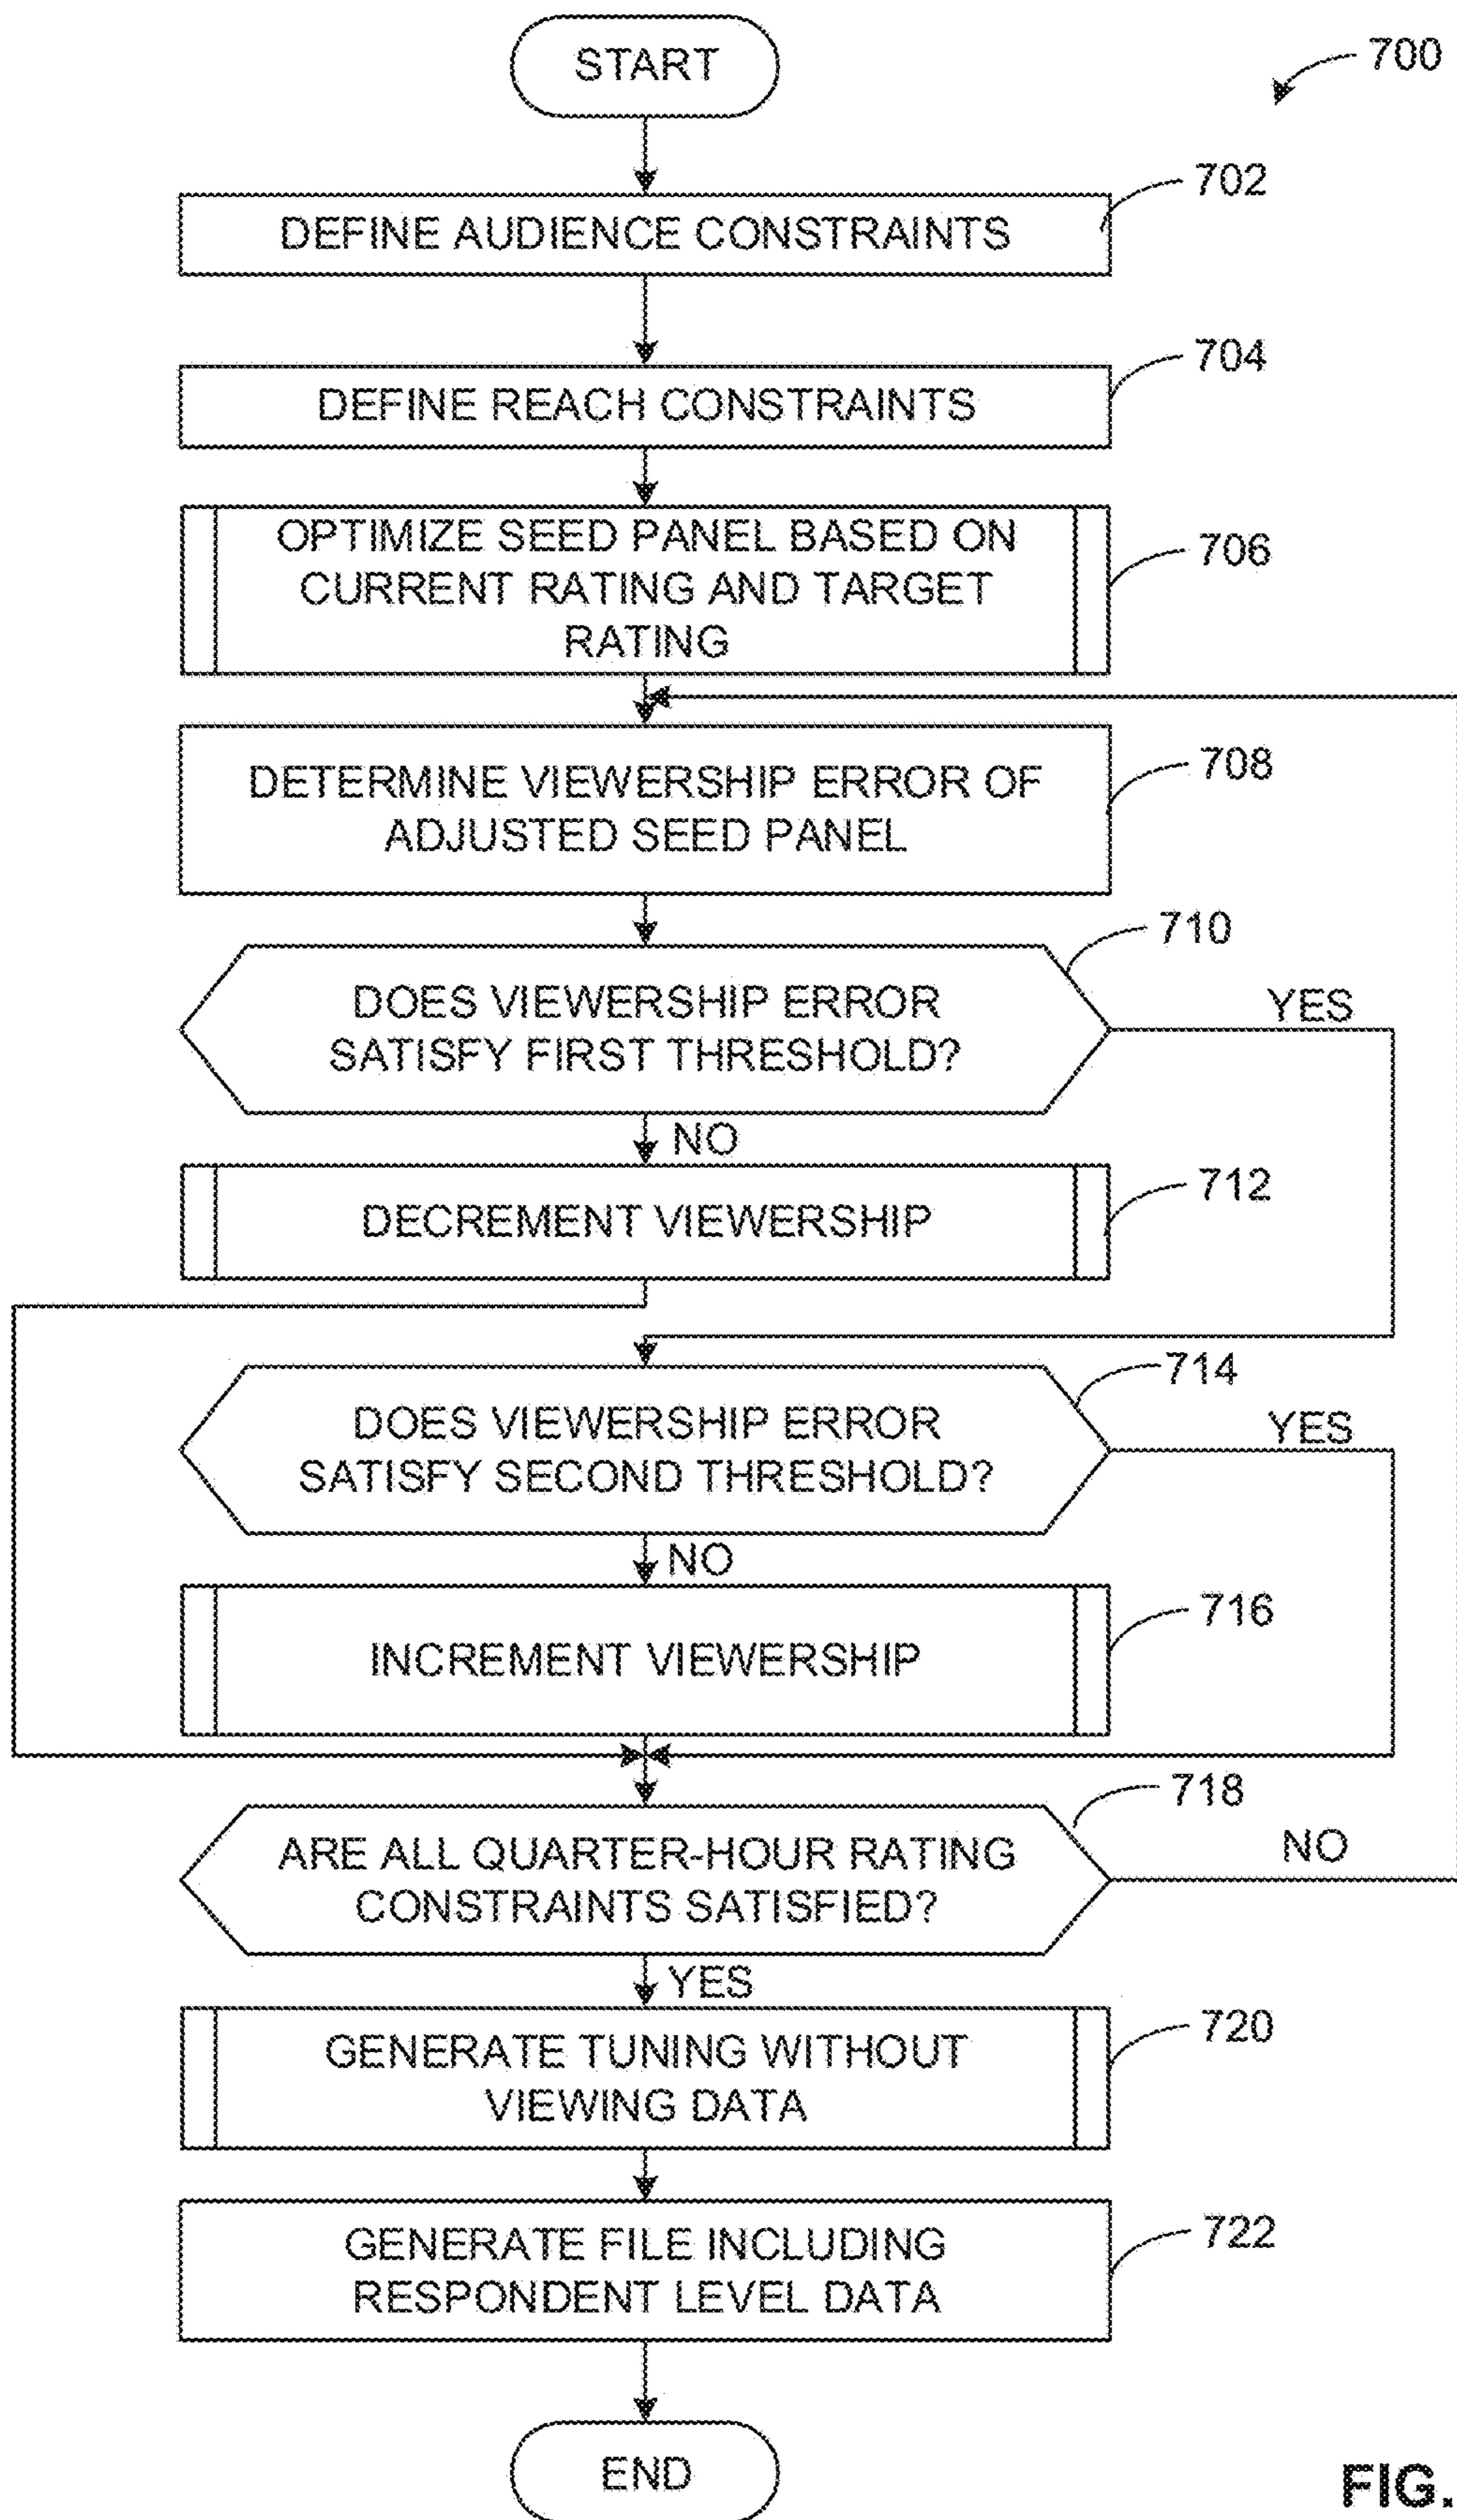 START
700
702
DEFINE AUDIENCE CONSTRAINTS
704
DEFINE REACH CONSTRAINTS
OPTIMIZE SEED PANEL BASED ON
CURRENT RATING AND TARGET
RATING
706
DETERMINE VIEWERSHIP ERROR OF
ADJUSTED SEED PANEL
708
710
DOES VIEWERSHIP ERROR
SATISFY FIRST THRESHOLD?
YES
NO
DECREMENT VIEWERSHIP
712
714
DOES VIEWERSHIP ERROR
SATISFY SECOND THRESHOLD?
YES
NO
INCREMENT VIEWERSHIP
716
718
ARE ALL QUARTER-HOUR RATING
CONSTRAINTS SATISFIED?
NO
YES
GENERATE TUNING WITHOUT
VIEWING DATA
720
GENERATE FILE INCLUDING
RESPONDENT LEVEL DATA
722
END
FIG.